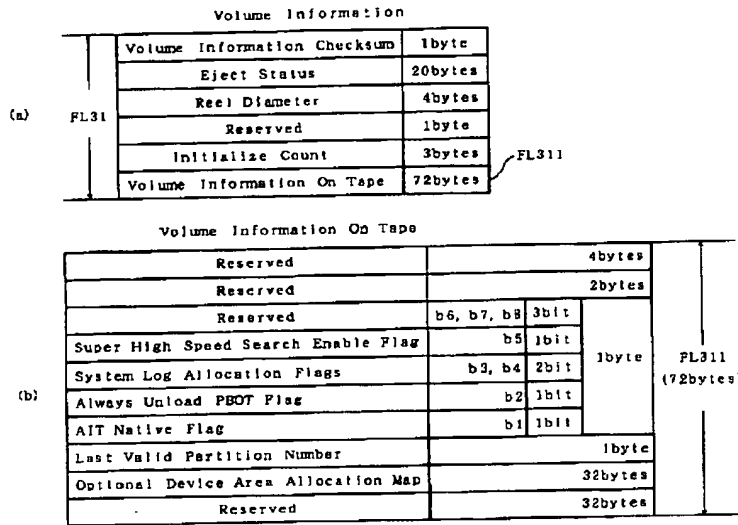 Volume Information
Volume Information Checksum 1byte
Eject Status 20bytes
Reel Diameter 4bytes
(a) FL31
Reserved 1byte
Initialize Count 3bytes
FL311
Volume Information On Tape 72bytes
Volume Information On Tape
Reserved 4bytes
Reserved 2bytes
Reserved b6, b7, b8 3bit
Super High Speed Search Enable Flag b5 1bit
1byte
FL311
(72bytes)
System Log Allocation Flags b3, b4 2bit
(b)
Always Unload PBOT Flag b2 1bit
AIT Native Flag b1 1bit
Last Valid Partition Number 1byte
Optional Device Area Allocation Map 32bytes
Reserved 32bytes